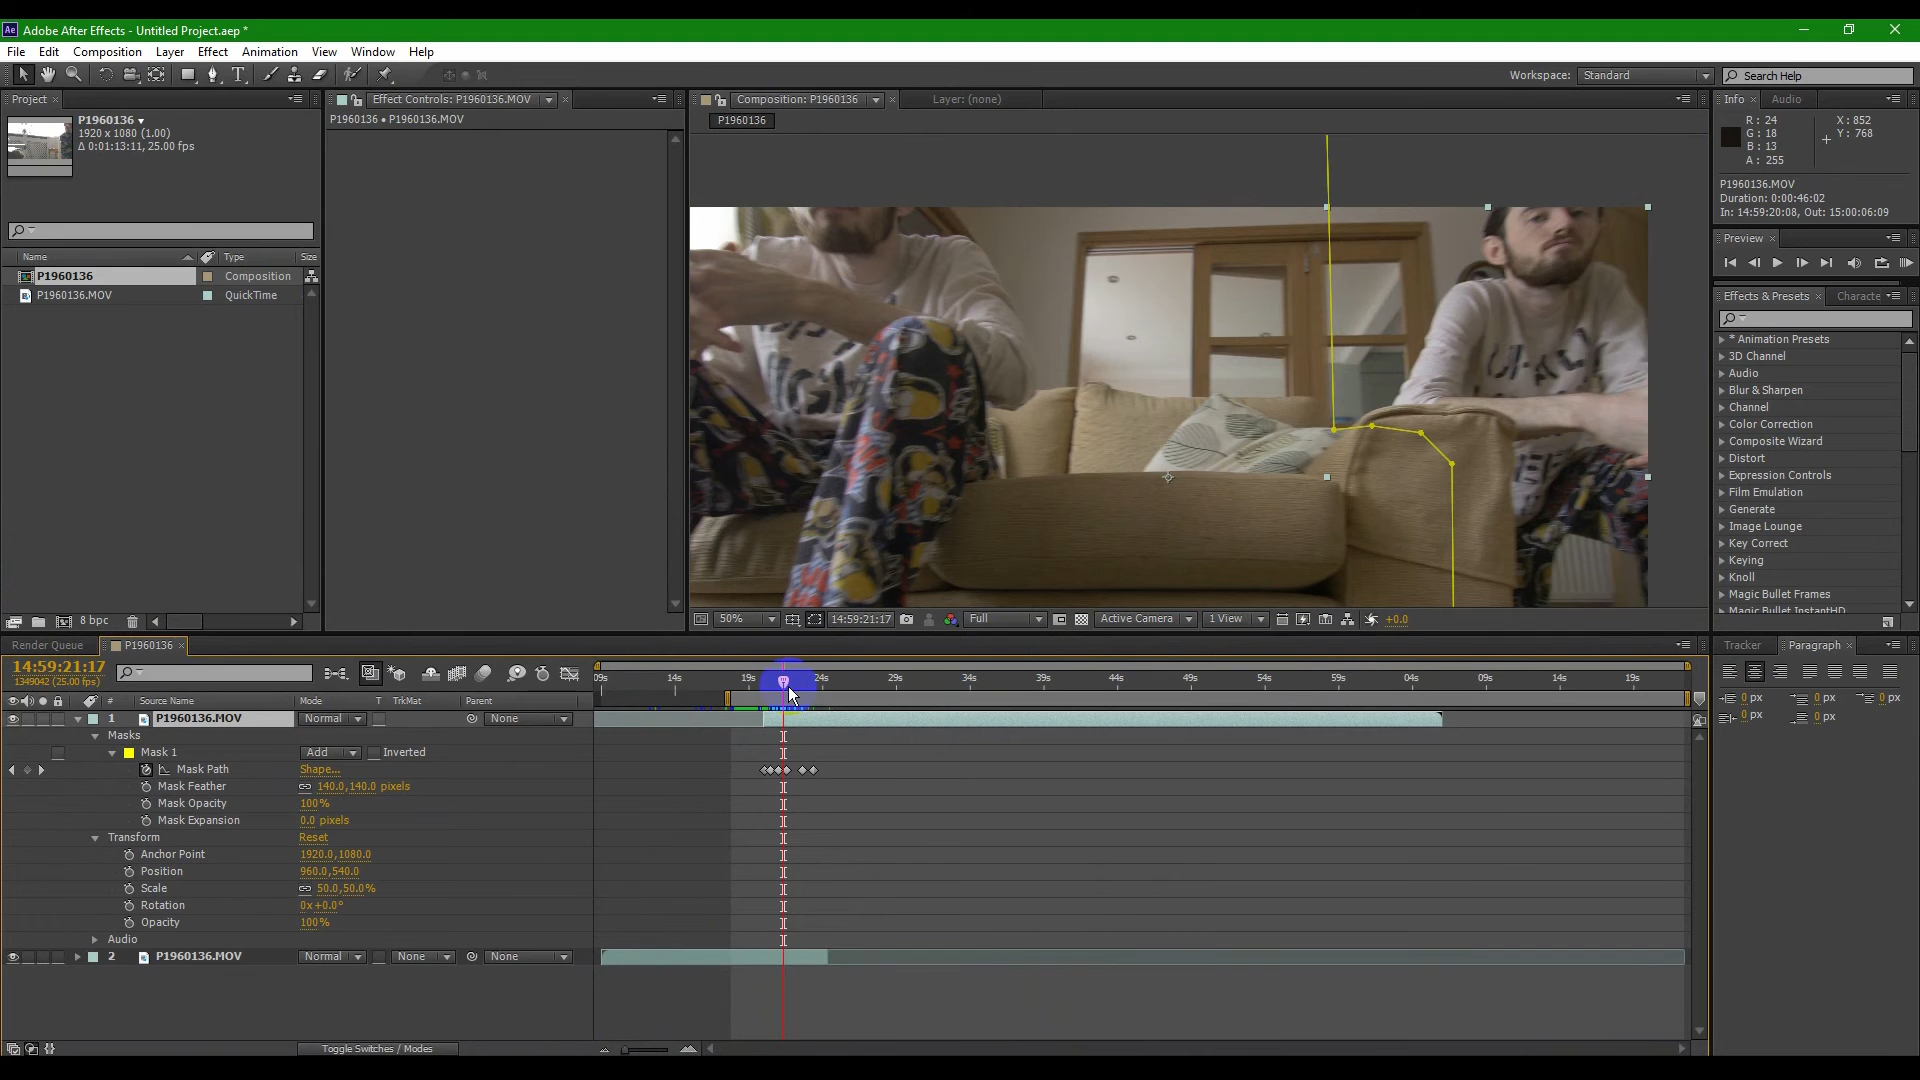 Ae Adobe After Effects - Untitled Project.aep *
File Edit Composition Layer Effect Animation View Window Help
T Workspace: Standard Search Help
Project Effect Controls: P1960136.MOV Composition: P1960136 Layer: (none) Info Audio
P1960136 P1960136 • P1960136.MOV P1960136
1920 x 1080 (1.00)
Δ 0:01:13:11, 25.00 fps
R: 24 X: 852
G: 18 Y: 768
B: 13
A: 255
P1960136.MOV
Duration: 0:00:46:02
In: 14:59:20:08, Out: 15:00:06:09
Preview
Name Type Size
P1960136 Composition
P1960136.MOV QuickTime
Effects & Presets Characte
* Animation Presets
3D Channel
Audio
Blur & Sharpen
Channel
Color Correction
Composite Wizard
Distort
Expression Controls
Film Emulation
Generate
Image Lounge
Key Correct
Keying
Knoll
Magic Bullet Frames
Magic Bullet InstantHD
8 bpc 50% 14:59:21:17 Full Active Camera 1 View +0.0
Render Queue P1960136 Tracker Paragraph
14:59:21:17
1349042 (25.00 fps)
09s 14s 19s 24s 29s 34s 39s 44s 49s 54s 59s 04s 09s 14s 19s
# Source Name Mode T TrkMat Parent
1 P1960136.MOV Normal None
Masks
Mask 1 Add Inverted
Mask Path Shape...
Mask Feather 140.0,140.0 pixels
Mask Opacity 100%
Mask Expansion 0.0 pixels
Transform Reset
Anchor Point 1920.0,1080.0
Position 960.0,540.0
Scale 50.0,50.0%
Rotation 0x+0.0°
Opacity 100%
Audio
2 P1960136.MOV Normal None None
Toggle Switches / Modes
0 px 0 px 0 px
0 px 0 px